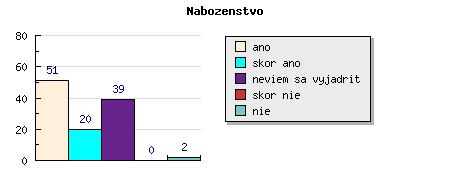 Nabozenstvo
80
60
40
20
0
51
20
39
0
2
ano
skor ano
neviem sa vyjadrit
skor nie
nie